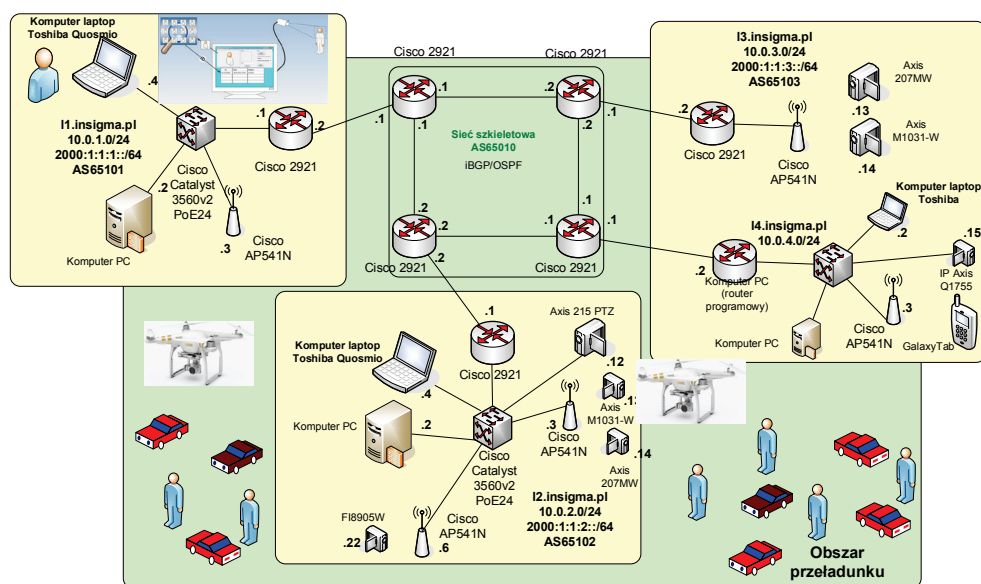 Komputer laptop
Toshiba Quosmio
.4
I1.insigma.pl
10.0.1.0/24
2000:1:1:1::/64
AS65101
.1
.2
Cisco 2921
Cisco
Catalyst
3560v2
PoE24
.2
Komputer PC
.3
Cisco
AP541N
Cisco 2921
.1
.1
.1
Cisco 2921
.2
.2
Sieć szkieletowa
AS65010
iBGP/OSPF
.2
.2
.2
Cisco 2921
.1
.1
.1
Cisco 2921
I3.insigma.pl
10.0.3.0/24
2000:1:1:3::/64
AS65103
.2
Cisco 2921
Cisco
AP541N
Axis
207MW
.13
Axis
M1031-W
.14
I4.insigma.pl
10.0.4.0/24
.2
Komputer PC
(router
programowy)
Komputer laptop
Toshiba
.2
.15
IP Axis
Q1755
.3
Cisco
AP541N
GalaxyTab
Komputer PC
.1
Cisco 2921
Komputer laptop
Toshiba Quosmio
.4
Komputer PC
.2
Cisco
Catalyst
3560v2
PoE24
Axis 215 PTZ
.12
.13
Axis
M1031-W
.3
Cisco
AP541N
.14
Axis
207MW
FI8905W
.22
Cisco
AP541N
.6
I2.insigma.pl
10.0.2.0/24
2000:1:1:2::/64
AS65102
Obszar
przeładunku